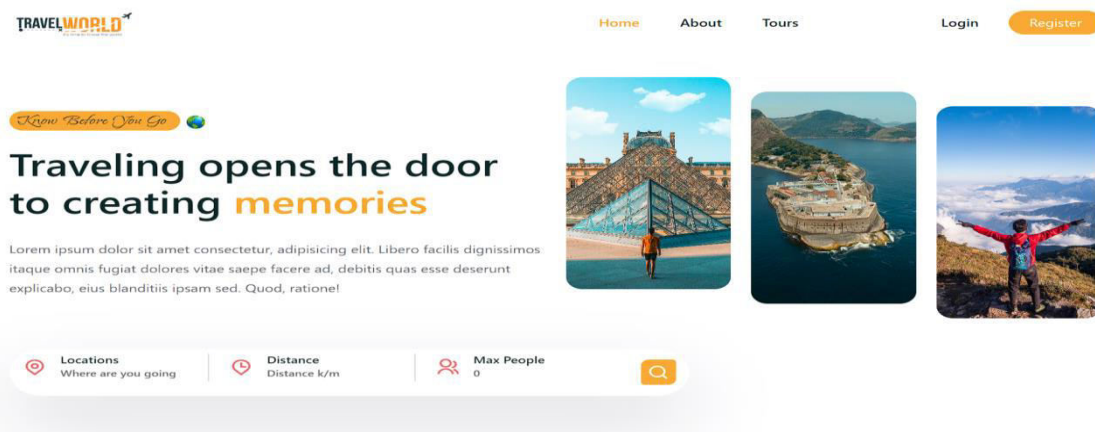 TRAVELWORLD
Home About Tours Login Register
Know Before You Go
Traveling opens the door
to creating memories
Lorem ipsum dolor sit amet consectetur, adipisicing elit. Libero facilis dignissimos
itaque omnis fugiat dolores vitae saepe facere ad, debitis quas esse deserunt
explicabo, eius blanditiis ipsam sed. Quod, ratione!
Locations Distance Max People
Where are you going Distance k/m 0